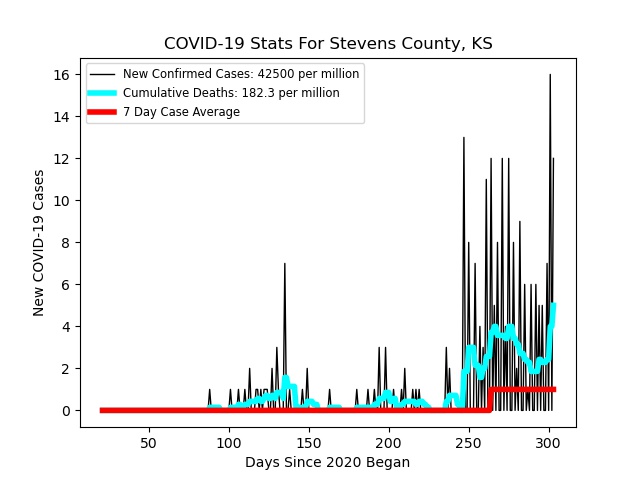 COVID-19 Stats For Stevens County, KS
New Confirmed Cases: 42500 per million
Cumulative Deaths: 182.3 per million
7 Day Case Average
New COVID-19 Cases
16
14
12
10
8
6
4
2
0
50 100 150 200 250 300
Days Since 2020 Began